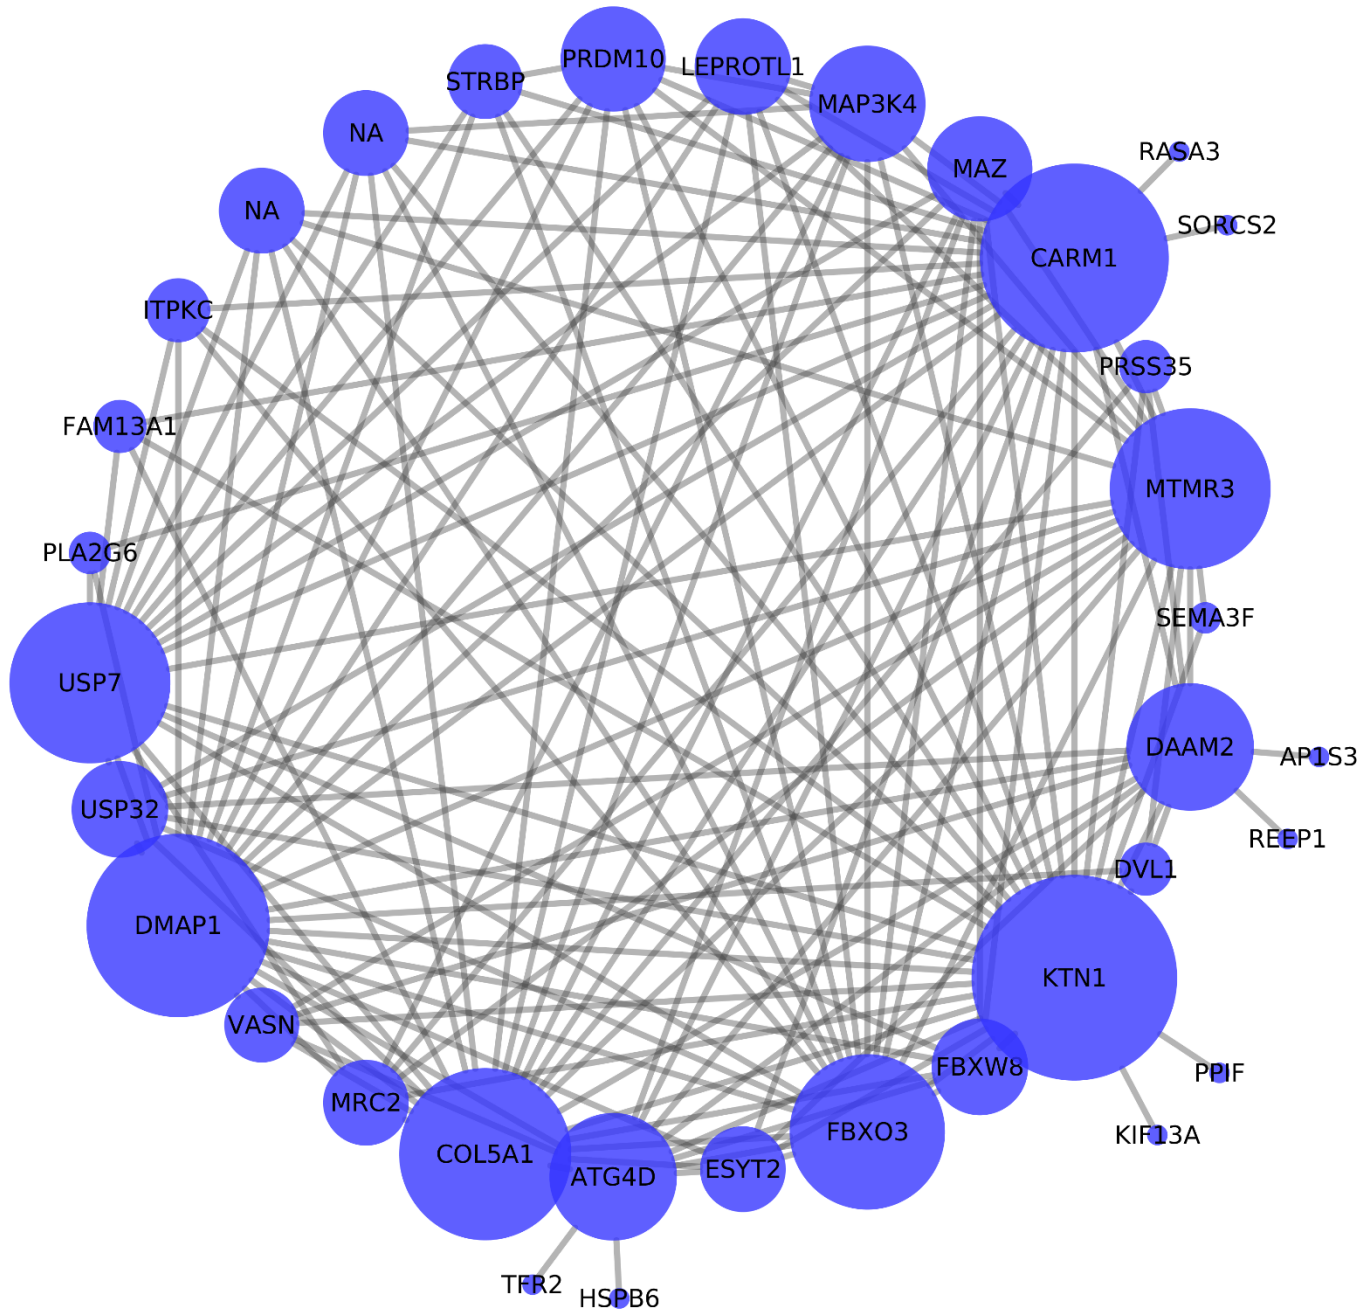 PRDM10
LEPROTL1
STRBP
MAP3K4
NA
MAZ
RASA3
NA
SORCS2
CARM1
ITPKC
PRSS35
FAM13A1
MTMR3
PLA2G6
SEMA3F
USP7
DAAM2
AP1S3
USP32
REEP1
DVL1
DMAP1
KTN1
VASN
FBXW8
PPIF
MRC2
FBXO3
KIF13A
COL5A1
ESYT2
ATG4D
TFR2
HSPB6